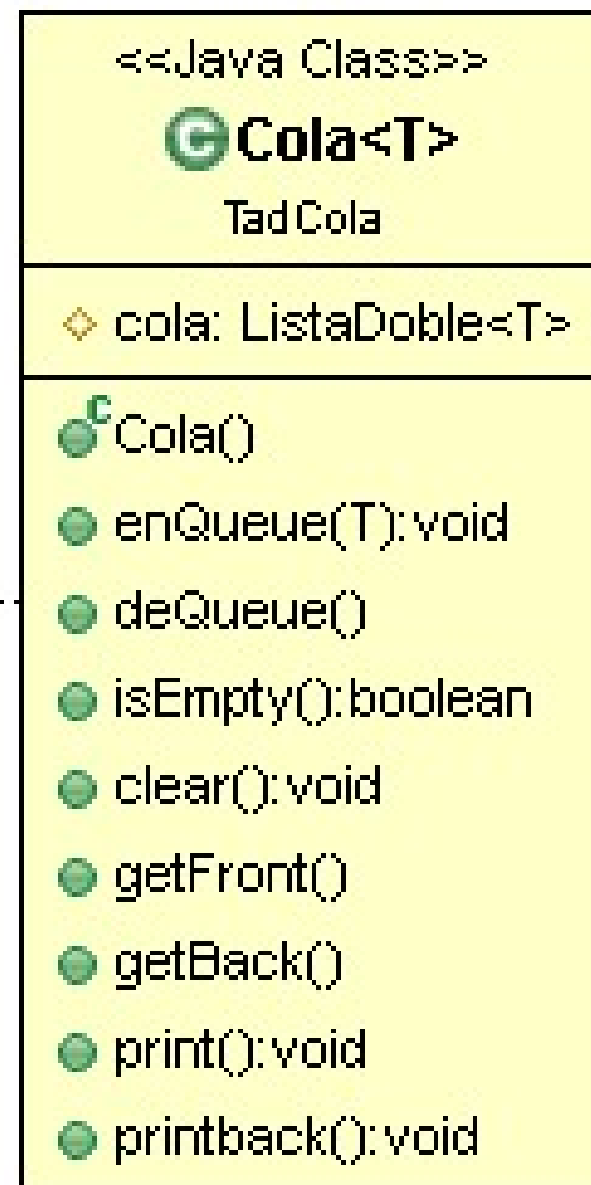 <<Java Class>>
C Cola<T>
TadCola
cola: ListaDoble<T>
C Cola()
enQueue(T):void
deQueue()
isEmpty():boolean
clear():void
getFront()
getBack()
print():void
printback():void